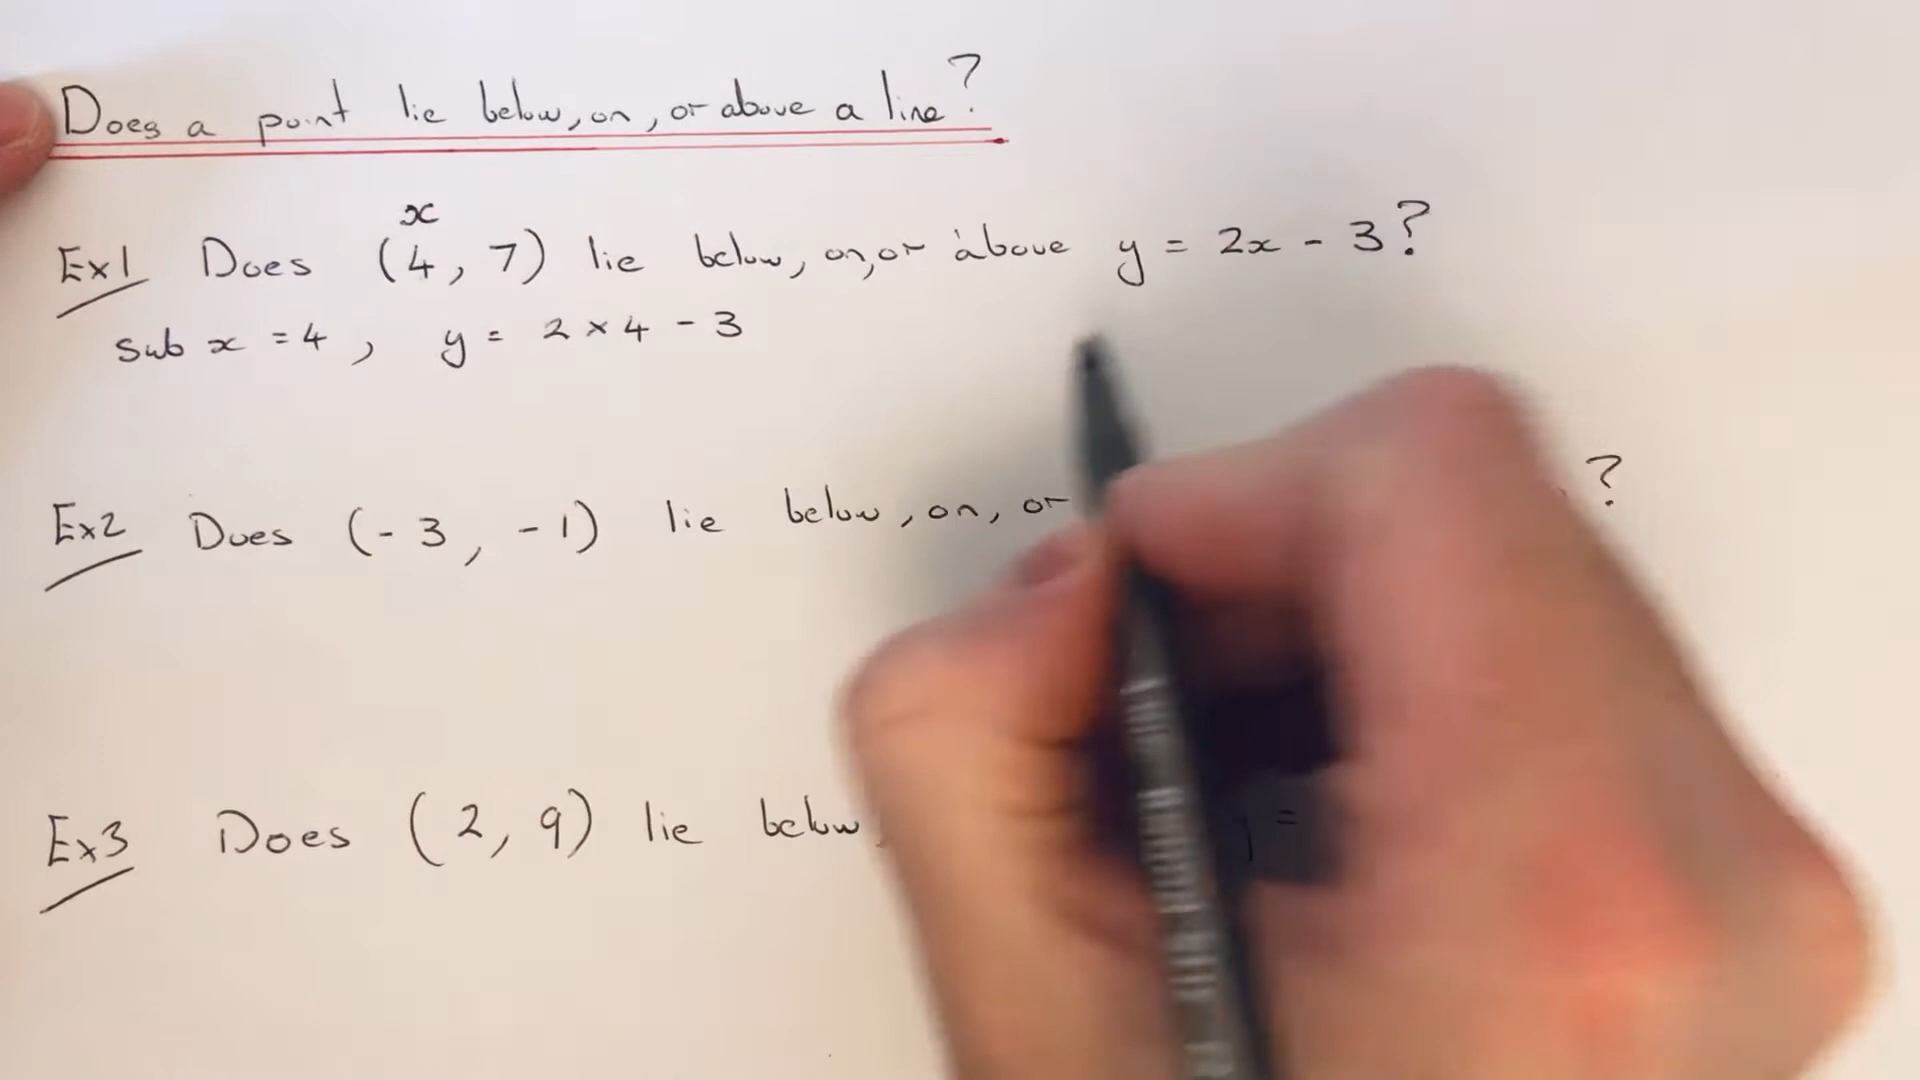 Does a point lie below, on, or above a line?
x
Ex1 Does (4, 7) lie below, on, or above y = 2x - 3?
sub x = 4, y = 2 × 4 - 3
Ex2 Does (-3, -1) lie below, on, or ?
Ex3 Does (2, 9) lie below, =